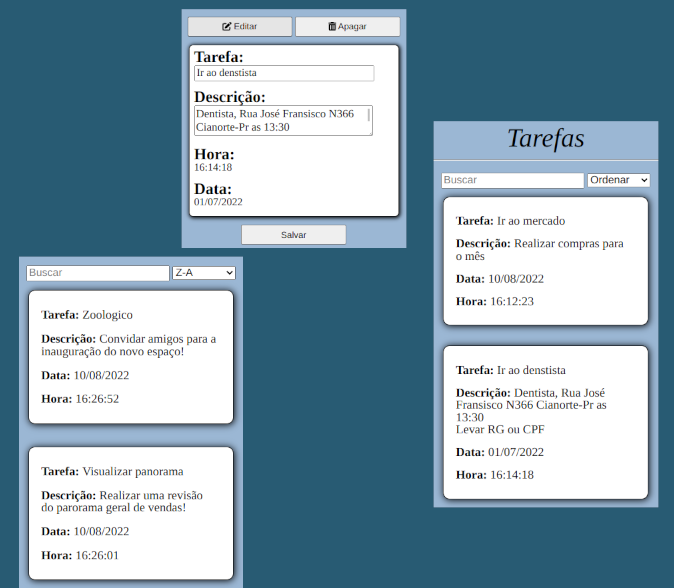 Editar
Apagar
Tarefa:
Ir ao denstista
Descrição:
Dentista, Rua José Fransisco N366
Cianorte-Pr as 13:30
Hora:
16:14:18
Data:
01/07/2022
Salvar
Buscar
Z-A
Tarefa: Zoologico
Descrição: Convidar amigos para a
inauguração do novo espaço!
Data: 10/08/2022
Hora: 16:26:52
Tarefa: Visualizar panorama
Descrição: Realizar uma revisão
do parorama geral de vendas!
Data: 10/08/2022
Hora: 16:26:01
Tarefas
Buscar
Ordenar
Tarefa: Ir ao mercado
Descrição: Realizar compras para
o mês
Data: 10/08/2022
Hora: 16:12:23
Tarefa: Ir ao denstista
Descrição: Dentista, Rua José
Fransisco N366 Cianorte-Pr as
13:30
Levar RG ou CPF
Data: 01/07/2022
Hora: 16:14:18